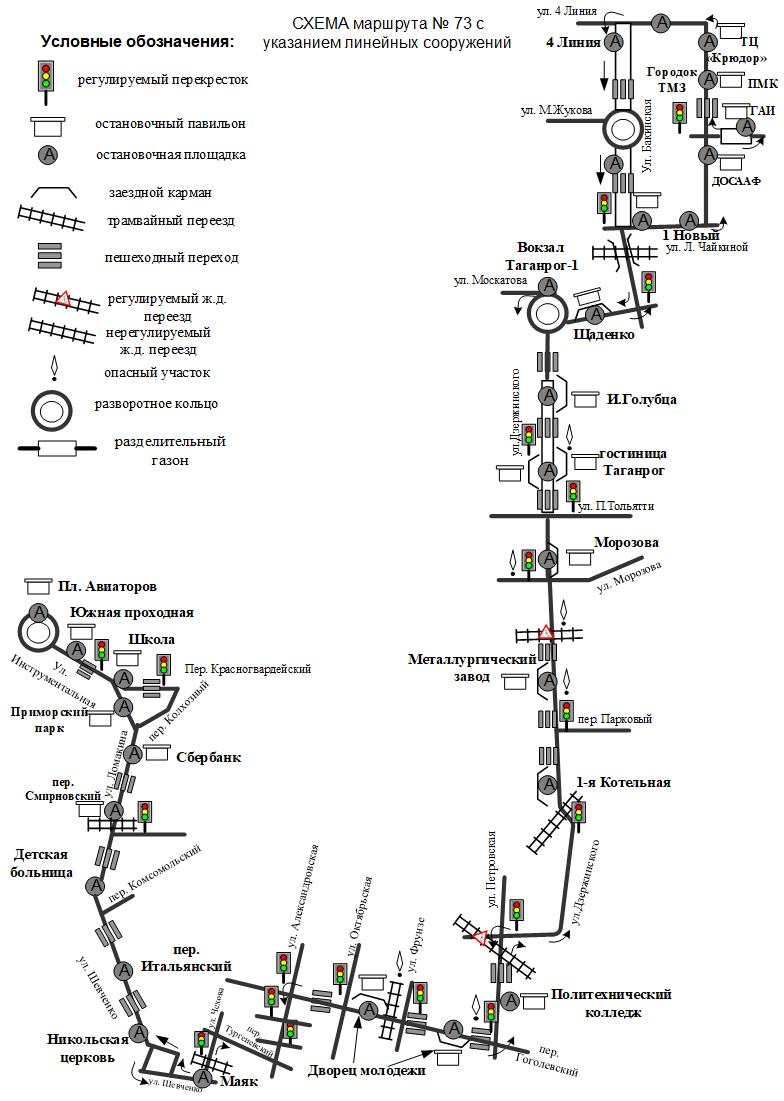 СХЕМА маршрута № 73 с
указанием линейных сооружений
Условные обозначения:
регулируемый перекресток
остановочный павильон
А
остановочная площадка
заездной карман
трамвайный переезд
пешеходный переход
регулируемый ж.д.
переезд
нерегулируемый
ж.д. переезд
опасный участок
разворотное кольцо
разделительный
газон
ул. 4 Линия
4 Линия
ТЦ
«Крюдор»
Городок
ТМЗ
ПМК
ГАИ
ул. М.Жукова
Ул. Бакинская
ДОСААФ
1 Новый
ул. Л. Чайкиной
Вокзал
Таганрог-1
ул. Москатова
Щаденко
ул.Дзержинского
И.Голубца
гостиница
Таганрог
ул. П.Тольятти
Морозова
ул. Морозова
Металлургический
завод
пер. Парковый
1-я Котельная
ул.Дзержинского
ул. Петровская
Политехнический
колледж
пер.
Гоголевский
Дворец молодежи
ул. Фрунзе
ул. Октябрьская
ул. Александровская
пер.
Тургеневский
ул. Чехова
пер.
Итальянский
Маяк
ул. Шевченко
Никольская
церковь
ул. Шевченко
пер. Комсомольский
Детская
больница
пер.
Смирновский
ул. Ломакина
Сбербанк
пер. Колхозный
Приморский
парк
Пер. Красногвардейский
Школа
Ул.
Инструментальная
Южная проходная
Пл. Авиаторов